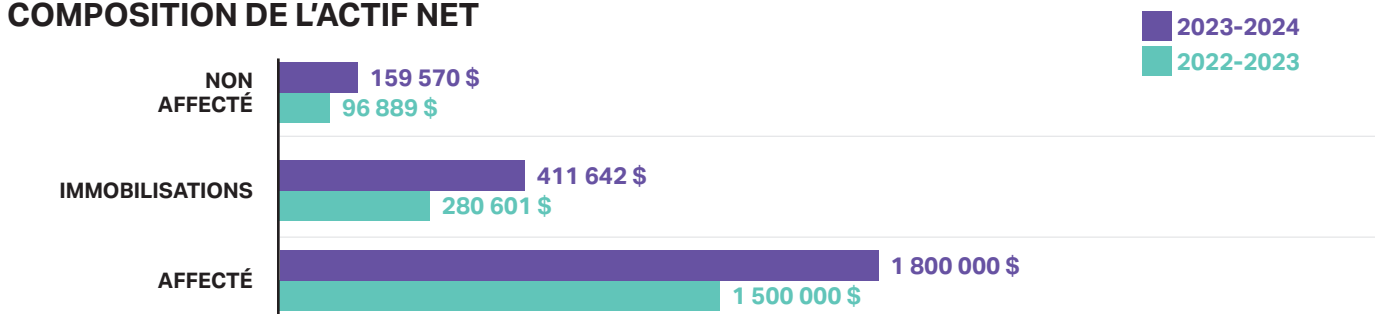 COMPOSITION DE L'ACTIF NET
2023-2024
2022-2023
NON
AFFECTÉ
159 570 $
96 889 $
IMMOBILISATIONS
411 642 $
280 601 $
AFFECTÉ
1 800 000 $
1 500 000 $